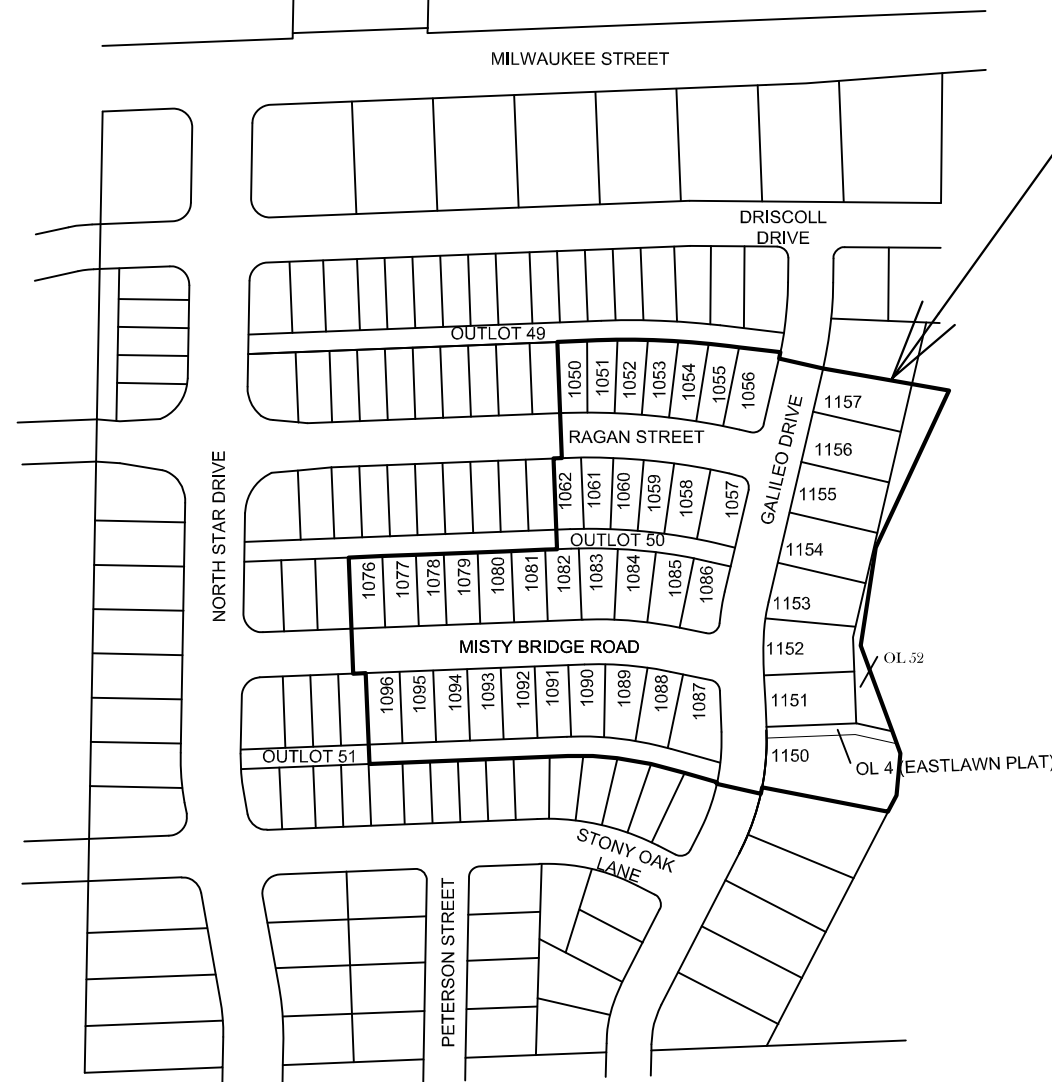 MILWAUKEE STREET
DRISCOLL
DRIVE
OUTLOT 49
1050
1051
1052
1053
1054
1055
1056
1157
RAGAN STREET
GALILEO DRIVE
1156
NORTH STAR DRIVE
1062
1061
1060
1059
1058
1057
1155
OUTLOT 50
1154
1076
1077
1078
1079
1080
1081
1082
1083
1084
1085
1086
1153
MISTY BRIDGE ROAD
1152
OL 52
1096
1095
1094
1093
1092
1091
1090
1089
1088
1087
1151
OUTLOT 51
1150
OL 4 (EASTLAWN PLAT)
STONY OAK
LANE
PETERSON STREET